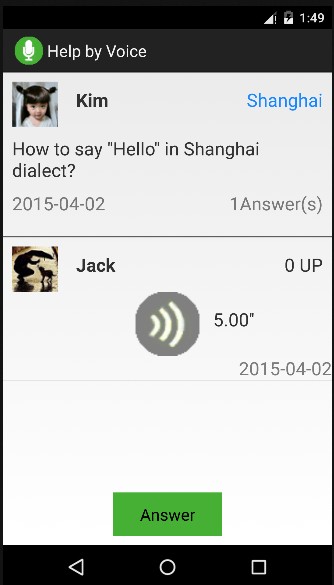 1:49
Help by Voice
Kim
Shanghai
How to say "Hello" in Shanghai
dialect?
2015-04-02
1Answer(s)
Jack
0 UP
5.00"
2015-04-02
Answer